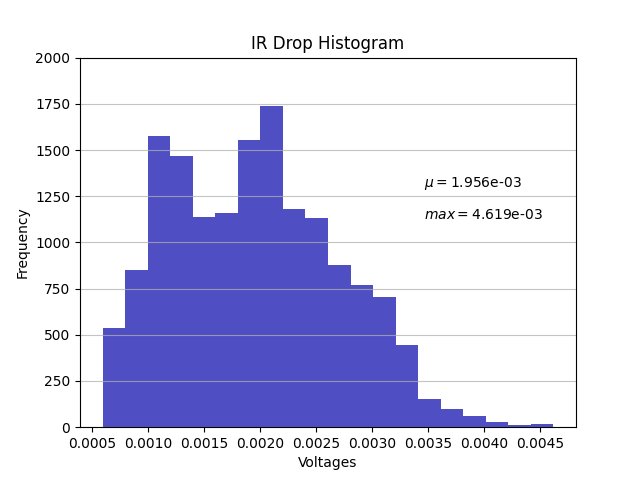 IR Drop Histogram
2000
1750
1500
1250
1000
750
500
250
0
Frequency
μ = 1.956e-03
max = 4.619e-03
0.0005 0.0010 0.0015 0.0020 0.0025 0.0030 0.0035 0.0040 0.0045
Voltages